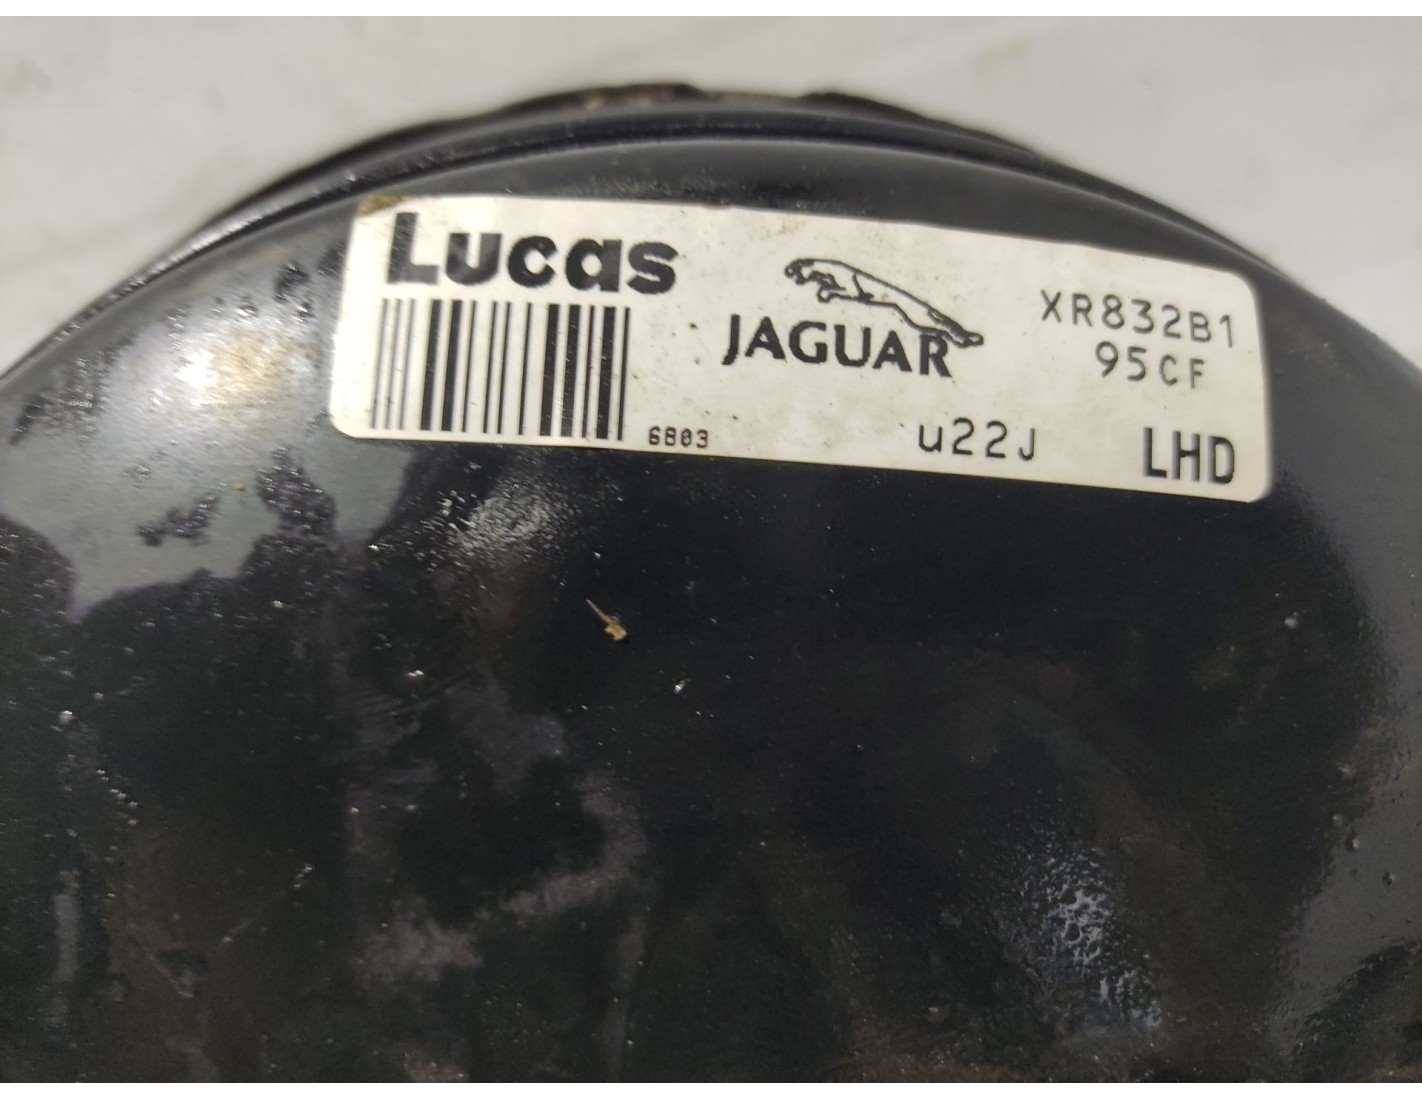 Lucas
JAGUAR
XR832B1
95CF
6803
u22J
LHD